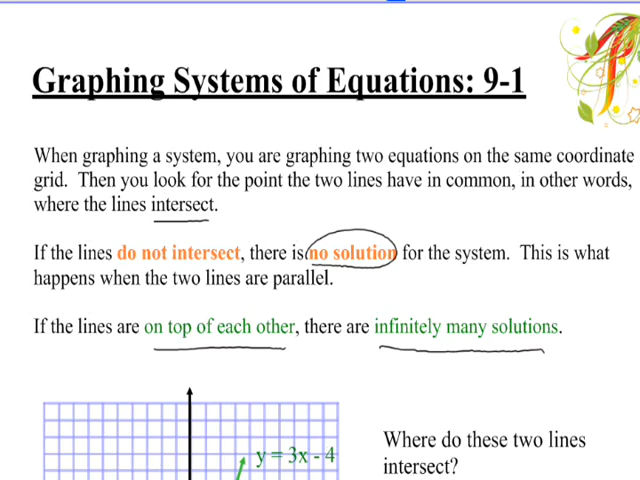 Graphing Systems of Equations: 9-1
When graphing a system, you are graphing two equations on the same coordinate
grid. Then you look for the point the two lines have in common, in other words,
where the lines intersect.
If the lines do not intersect, there is no solution for the system. This is what
happens when the two lines are parallel.
If the lines are on top of each other, there are infinitely many solutions.
y = 3x - 4
Where do these two lines
intersect?